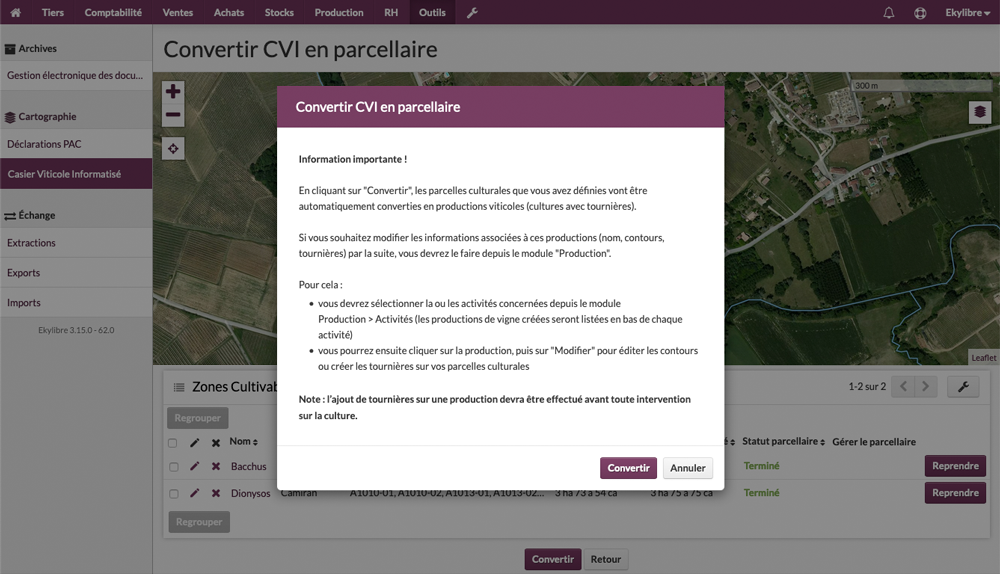 Tiers Comptabilité Ventes Achats Stocks Production RH Outils Ekylibre
Archives
Gestion électronique des docu...
Cartographie
Déclarations PAC
Casier Viticole Informatisé
Échange
Extractions
Exports
Imports
Ekylibre 3.15.0 - 62.0
Convertir CVI en parcellaire
300 m
Leaflet
Convertir CVI en parcellaire
Information importante !
En cliquant sur "Convertir", les parcelles culturales que vous avez définies vont être
automatiquement converties en productions viticoles (cultures avec tournières).
Si vous souhaitez modifier les informations associées à ces productions (nom, contours,
tournières) par la suite, vous devrez le faire depuis le module "Production".
Pour cela :
• vous devrez sélectionner la ou les activités concernées depuis le module
Production > Activités (les productions de vigne créées seront listées en bas de chaque
activité)
• vous pourrez ensuite cliquer sur la production, puis sur "Modifier" pour éditer les contours
ou créer les tournières sur vos parcelles culturales
Note : l'ajout de tournières sur une production devra être effectué avant toute intervention
sur la culture.
Convertir Annuler
Zones Cultivab
1-2 sur 2
Regrouper
Nom Statut parcellaire Gérer le parcellaire
Bacchus Terminé Reprendre
Dionysos Camiran A1010-01, A1010-02, A1013-01, A1013-02... 3 ha 73 a 54 ca 3 ha 75 a 75 ca Terminé Reprendre
Regrouper
Convertir Retour